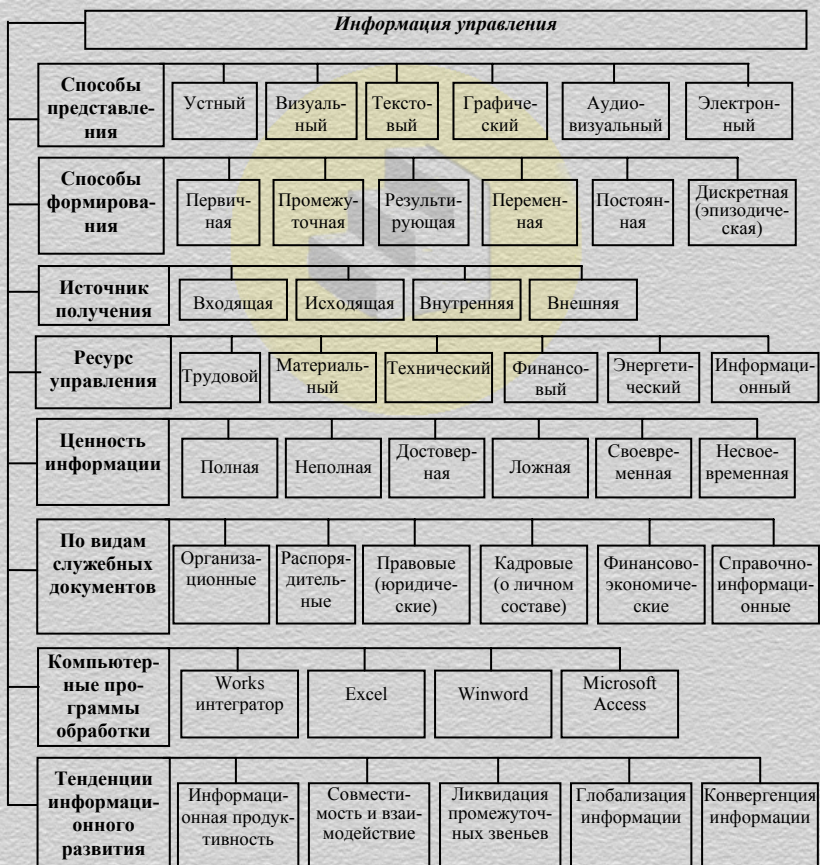 Информация управления
Способы
представле-
ния
Устный
Визуаль-
ный
Тексто-
вый
Графиче-
ский
Аудио-
визуальный
Электрон-
ный
Способы
формирова-
ния
Первич-
ная
Промежу-
точная
Результи-
рующая
Перемен-
ная
Постоян-
ная
Дискретная
(эпизодиче-
ская)
Источник
получения
Входящая
Исходящая
Внутренняя
Внешняя
Ресурс
управления
Трудовой
Материаль-
ный
Технический
Финансо-
вый
Энергети-
ческий
Информаци-
онный
Ценность
информации
Полная
Неполная
Достовер-
ная
Ложная
Своевре-
менная
Несвое-
временная
По видам
служебных
документов
Организа-
ционные
Распоря-
дитель-
ные
Правовые
(юридиче-
ские)
Кадровые
(о личном
составе)
Финансово-
экономиче-
ские
Справочно-
информаци-
онные
Компьютер-
ные про-
граммы
обработки
Works
интегратор
Excel
Winword
Microsoft
Access
Тенденции
информаци-
онного
развития
Информаци-
онная продук-
тивность
Совмести-
мость и взаи-
модействие
Ликвидация
промежуточ-
ных звеньев
Глобализация
информации
Конвергенция
информации